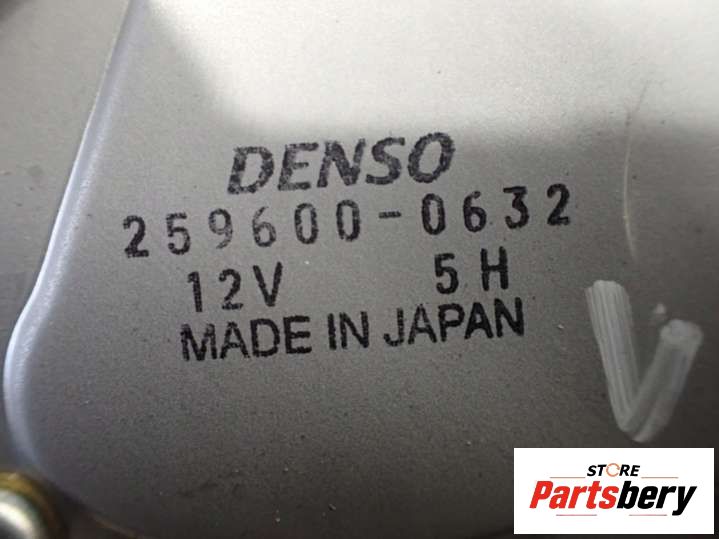 DENSO
259600-0632
12V 5H
MADE IN JAPAN
V
STORE
Partsbery